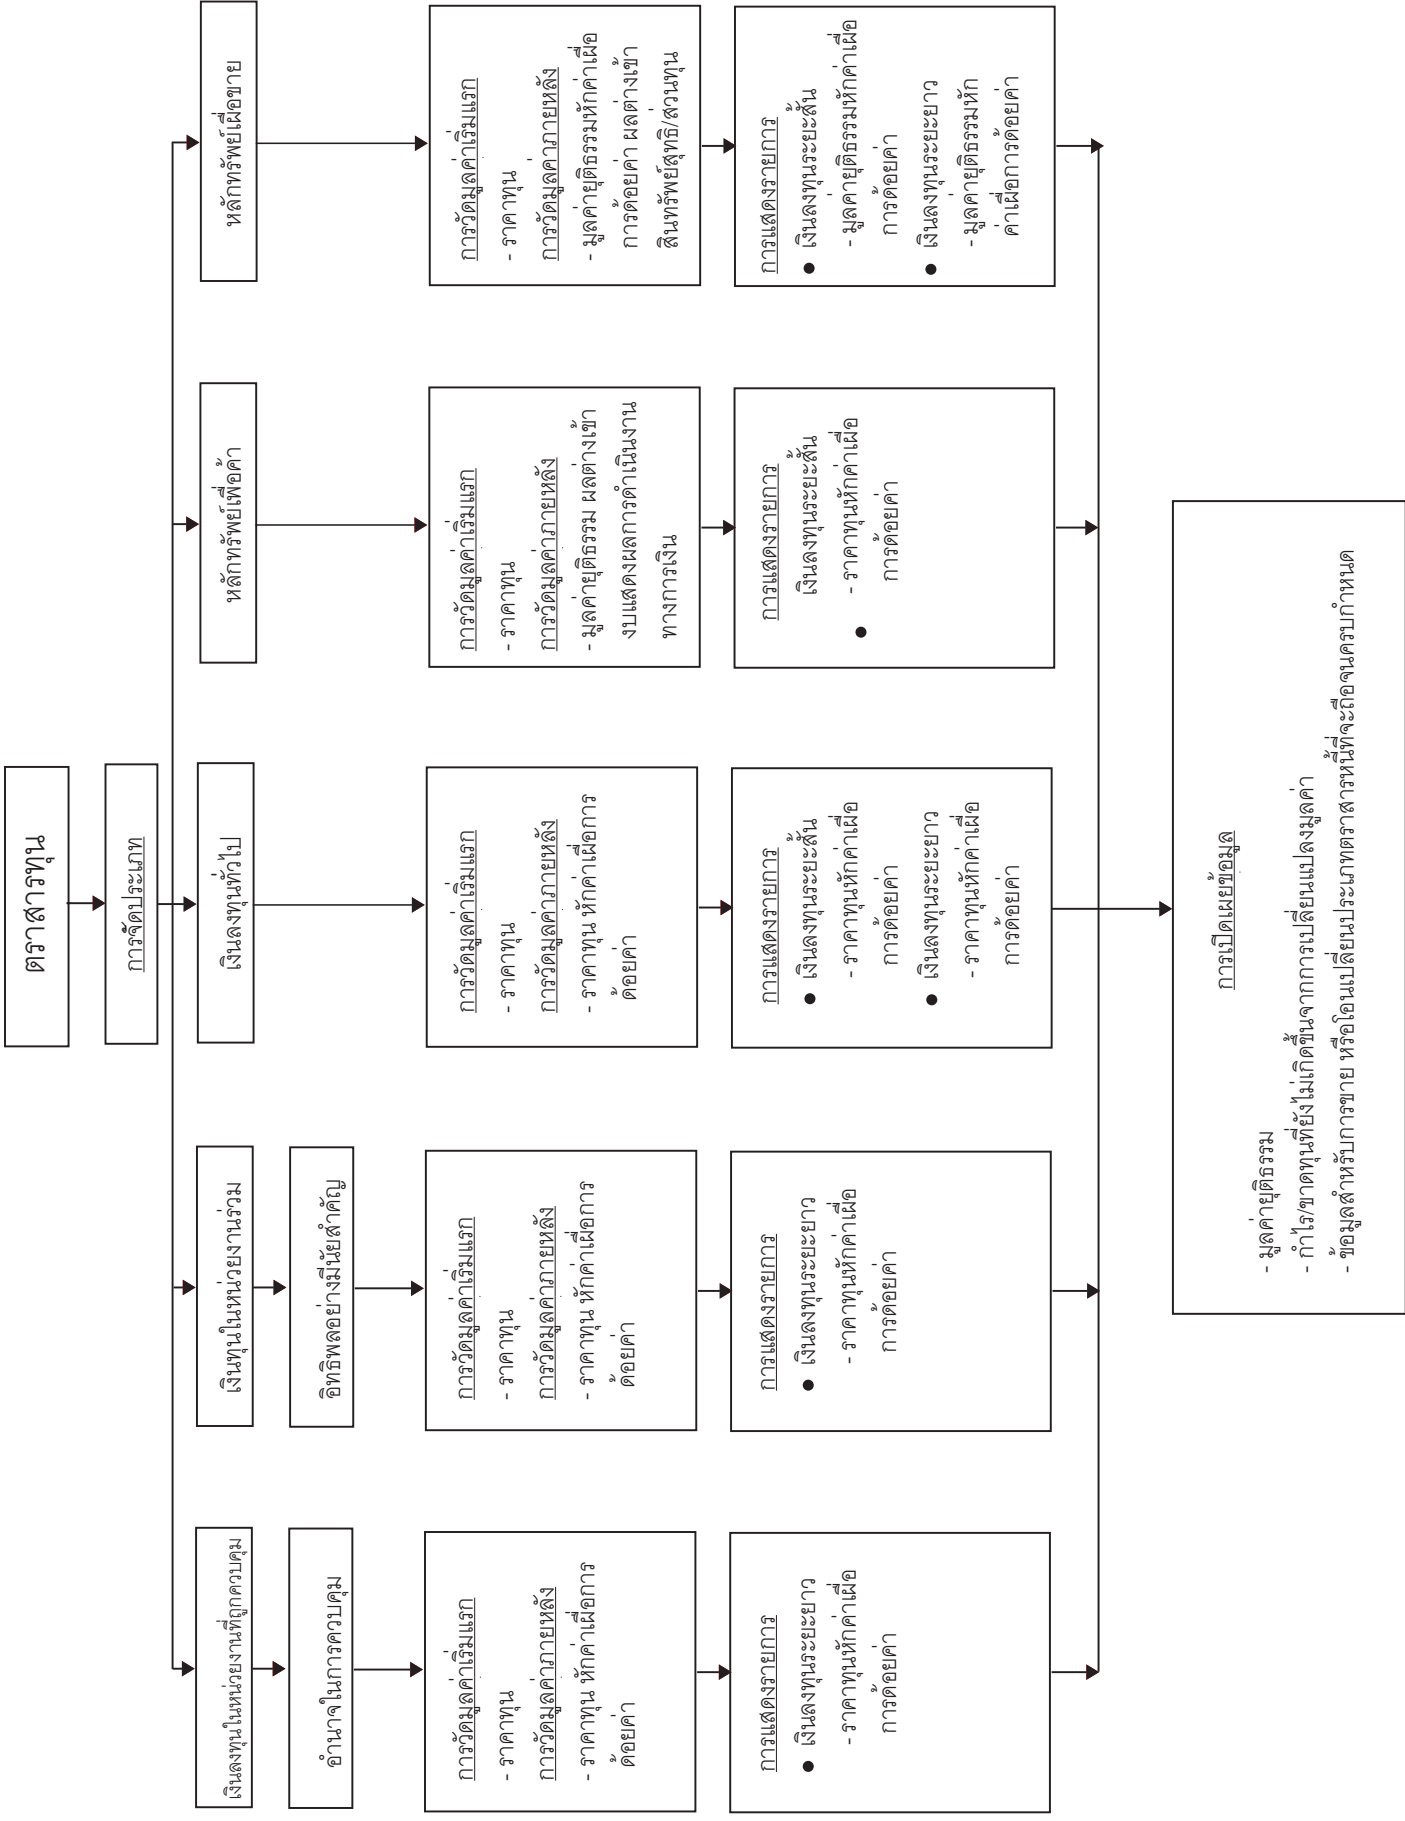 ตราสารทุน
การจัดประเภท
เงินลงทุนในหน่วยงานที่ถูกควบคุม
อำนาจในการควบคุม
การวัดมูลค่าเริ่มแรก
- ราคาทุน
การวัดมูลค่าภายหลัง
- ราคาทุน หักค่าเผื่อการ
ด้อยค่า
การแสดงรายการ
● เงินลงทุนระยะยาว
- ราคาทุนหักค่าเผื่อ
การด้อยค่า
เงินทุนในหน่วยงานร่วม
อิทธิพลอย่างมีนัยสำคัญ
การวัดมูลค่าเริ่มแรก
- ราคาทุน
การวัดมูลค่าภายหลัง
- ราคาทุน หักค่าเผื่อการ
ด้อยค่า
การแสดงรายการ
● เงินลงทุนระยะยาว
- ราคาทุนหักค่าเผื่อ
การด้อยค่า
เงินลงทุนทั่วไป
การวัดมูลค่าเริ่มแรก
- ราคาทุน
การวัดมูลค่าภายหลัง
- ราคาทุน หักค่าเผื่อการ
ด้อยค่า
การแสดงรายการ
● เงินลงทุนระยะสั้น
- ราคาทุนหักค่าเผื่อ
การด้อยค่า
● เงินลงทุนระยะยาว
- ราคาทุนหักค่าเผื่อ
การด้อยค่า
หลักทรัพย์เพื่อค้า
การวัดมูลค่าเริ่มแรก
- ราคาทุน
การวัดมูลค่าภายหลัง
- มูลค่ายุติธรรม ผลต่างเข้า
งบแสดงผลการดำเนินงาน
ทางการเงิน
การแสดงรายการ
เงินลงทุนระยะสั้น
● - ราคาทุนหักค่าเผื่อ
การด้อยค่า
หลักทรัพย์เผื่อขาย
การวัดมูลค่าเริ่มแรก
- ราคาทุน
การวัดมูลค่าภายหลัง
- มูลค่ายุติธรรมหักค่าเผื่อ
การด้อยค่า ผลต่างเข้า
สินทรัพย์สุทธิ/ส่วนทุน
การแสดงรายการ
● เงินลงทุนระยะสั้น
- มูลค่ายุติธรรมหักค่าเผื่อ
การด้อยค่า
● เงินลงทุนระยะยาว
- มูลค่ายุติธรรมหัก
ค่าเผื่อการด้อยค่า
การเปิดเผยข้อมูล
- มูลค่ายุติธรรม
- กำไร/ขาดทุนที่ยังไม่เกิดขึ้นจากการเปลี่ยนแปลงมูลค่า
- ข้อมูลสำหรับการขาย หรือโอนเปลี่ยนประเภทตราสารหนี้ที่จะถือจนครบกำหนด